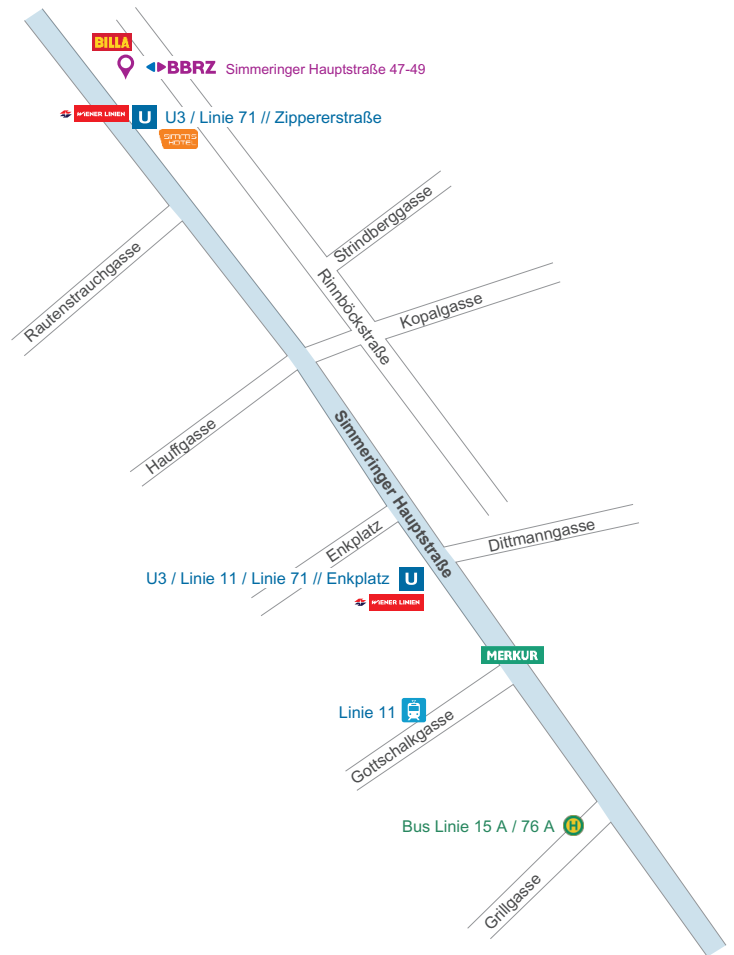 BILLA
BBRZ Simmeringer Hauptstraße 47-49
WIENER LINIEN U U3 / Linie 71 // Zippererstraße
SIMM'S
HOTEL
Strindberggasse
Rautenstrauchgasse
Rinnböckstraße
Kopalgasse
Hauffgasse
Simmeringer Hauptstraße
Enkplatz
Dittmanngasse
U3 / Linie 11 / Linie 71 // Enkplatz U
WIENER LINIEN
MERKUR
Linie 11
Gottschalkgasse
Bus Linie 15 A / 76 A H
Grillgasse